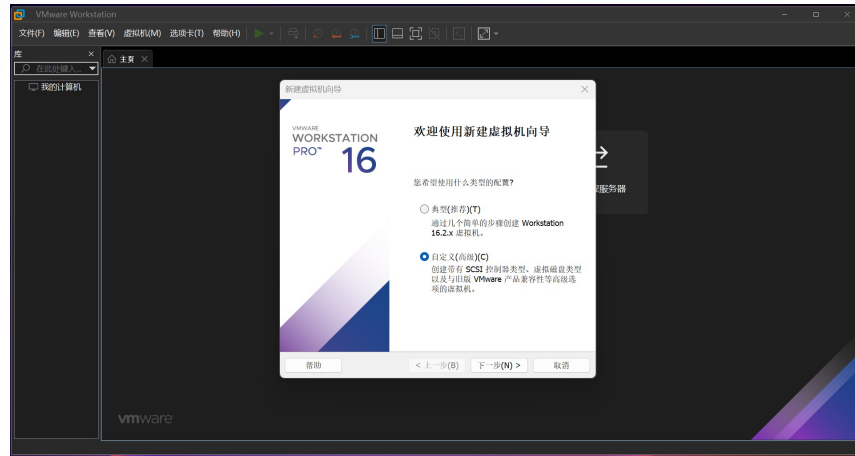 VMware Workstation
文件(F) 编辑(E) 查看(V) 虚拟机(M) 选项卡(T) 帮助(H)
库
在此处键入...
我的计算机
主页
新建虚拟机向导
VMWARE
WORKSTATION
PRO™ 16
欢迎使用新建虚拟机向导
您希望使用什么类型的配置?
典型(推荐)(T)
通过几个简单的步骤创建 Workstation
16.2.x 虚拟机。
自定义(高级)(C)
创建带有 SCSI 控制器类型、虚拟磁盘类型
以及与旧版 VMware 产品兼容性等高级选
项的虚拟机。
服务器
帮助
< 上一步(B)
下一步(N) >
取消
vmware